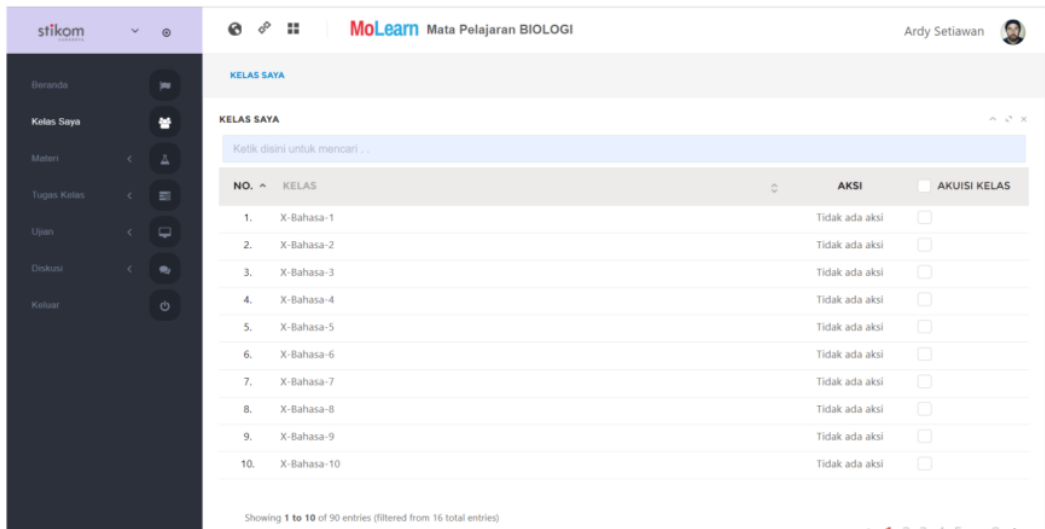 stikom
MoLearn Mata Pelajaran BIOLOGI
Ardy Setiawan
Beranda
Kelas Saya
Materi
Tugas Kelas
Ujian
Diskusi
Keluar
KELAS SAYA
KELAS SAYA
Ketik disini untuk mencari . .
NO. KELAS AKSI AKUISI KELAS
1. X-Bahasa-1 Tidak ada aksi
2. X-Bahasa-2 Tidak ada aksi
3. X-Bahasa-3 Tidak ada aksi
4. X-Bahasa-4 Tidak ada aksi
5. X-Bahasa-5 Tidak ada aksi
6. X-Bahasa-6 Tidak ada aksi
7. X-Bahasa-7 Tidak ada aksi
8. X-Bahasa-8 Tidak ada aksi
9. X-Bahasa-9 Tidak ada aksi
10. X-Bahasa-10 Tidak ada aksi
Showing 1 to 10 of 90 entries (filtered from 16 total entries)